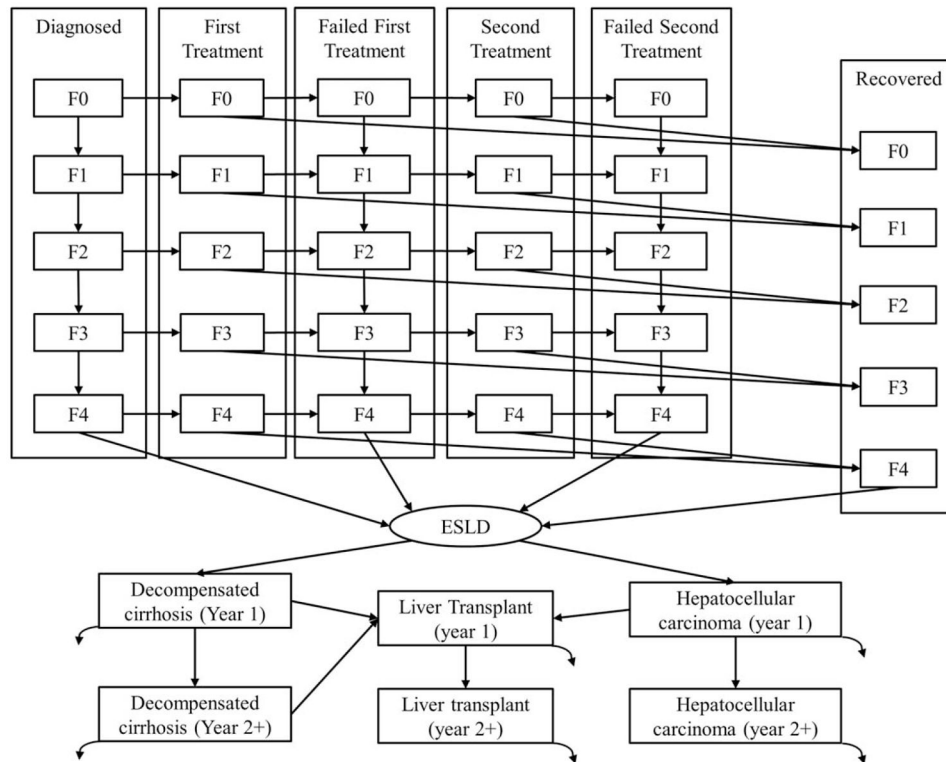 Diagnosed
First
Treatment
Failed First
Treatment
Second
Treatment
Failed Second
Treatment
Recovered
F0
F0
F0
F0
F0
F0
F1
F1
F1
F1
F1
F1
F2
F2
F2
F2
F2
F2
F3
F3
F3
F3
F3
F3
F4
F4
F4
F4
F4
F4
ESLD
Decompensated
cirrhosis (Year 1)
Liver Transplant
(year 1)
Hepatocellular
carcinoma (year 1)
Decompensated
cirrhosis (Year 2+)
Liver transplant
(year 2+)
Hepatocellular
carcinoma (year 2+)